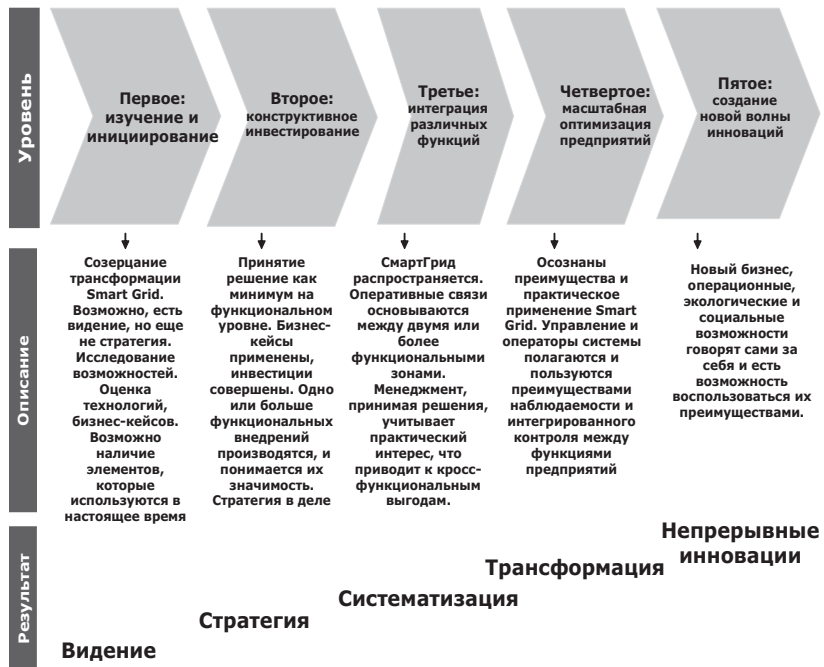 Уровень
Первое:
изучение и
инициирование
Второе:
конструктивное
инвестирование
Третье:
интеграция
различных
функций
Четвертое:
масштабная
оптимизация
предприятий
Пятое:
создание
новой волны
инноваций
Описание
Созерцание
трансформации
Smart Grid.
Возможно, есть
видение, но еще
не стратегия.
Исследование
возможностей.
Оценка
технологий,
бизнес-кейсов.
Возможно
наличие
элементов,
которые
используются в
настоящее время
Принятие
решение как
минимум на
функциональном
уровне. Бизнес-
кейсы
применены,
инвестиции
совершены. Одно
или больше
функциональных
внедрений
производятся, и
понимается их
значимость.
Стратегия в деле
СмартГрид
распространяется.
Оперативные связи
основываются
между двумя или
более
функциональными
зонами.
Менеджмент,
принимая решения,
учитывает
практический
интерес, что
приводит к кросс-
функциональным
выгодам.
Осознаны
преимущества и
практическое
применение Smart
Grid. Управление и
операторы системы
полагаются и
пользуются
преимуществами
наблюдаемости и
интегрированного
контроля между
функциями
предприятий
Новый бизнес,
операционные,
экологические и
социальные
возможности
говорят сами за
себя и есть
возможность
воспользоваться их
преимуществами.
Результат
Видение
Стратегия
Систематизация
Трансформация
Непрерывные
инновации